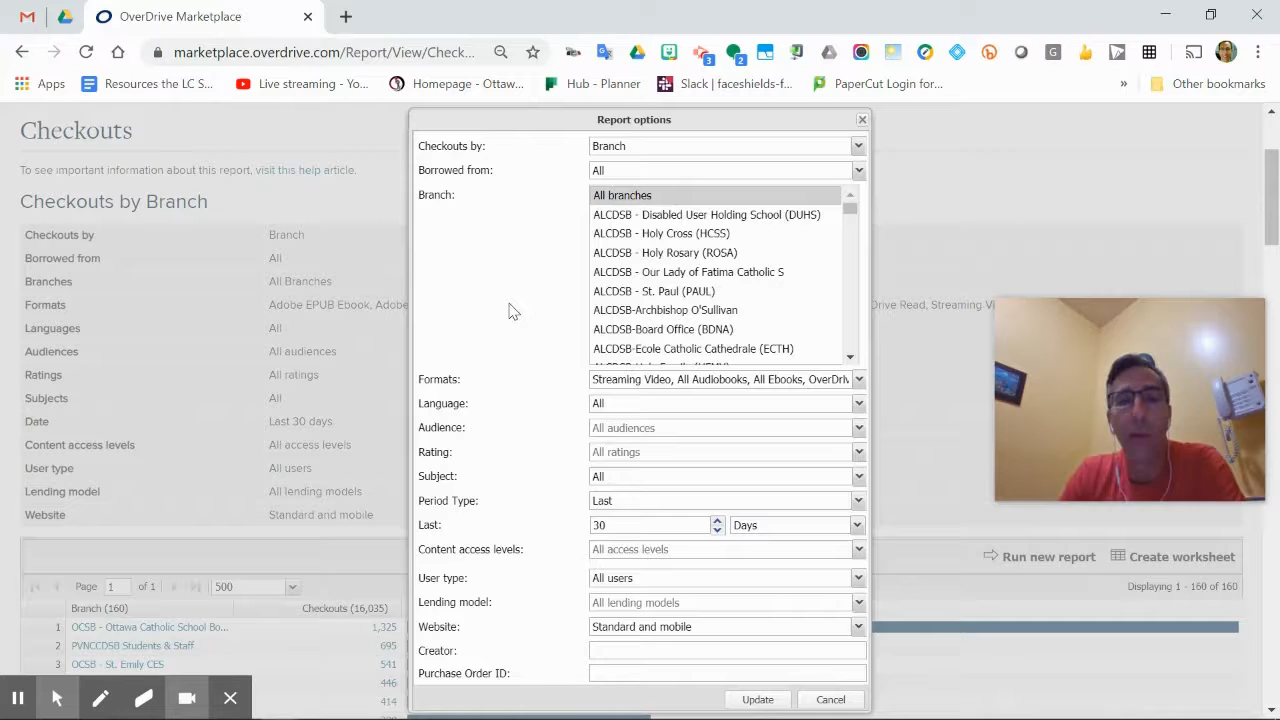 OverDrive Marketplace
marketplace.overdrive.com/Report/View/Check...
3
2
G
Apps
Resources the LC S...
Live streaming - Yo...
Homepage - Ottaw...
Hub - Planner
Slack | faceshields-f...
PaperCut Login for...
»
Other bookmarks
Checkouts
To see important information about this report, visit this help article.
Checkouts by Branch
Checkouts by Branch
Borrowed from All
Branches All Branches
Formats Adobe EPUB Ebook, Adobe
Drive Read, Streaming Vi
Languages All
Audiences All audiences
Ratings All ratings
Subjects All
Date Last 30 days
Content access levels All access levels
User type All users
Lending model All lending models
Website Standard and mobile
Run new report
Create worksheet
Page 1 of 1 500
Displaying 1 - 160 of 160
Branch (160) Checkouts (16,035)
1 OCSB - Ottawa Catholic School Bo... 1,325
2 PVNCCDSB Students & Staff 695
3 OCSB - St. Emily CES 541
446
414
Report options
Checkouts by: Branch
Borrowed from: All
Branch: All branches
ALCDSB - Disabled User Holding School (DUHS)
ALCDSB - Holy Cross (HCSS)
ALCDSB - Holy Rosary (ROSA)
ALCDSB - Our Lady of Fatima Catholic S
ALCDSB - St. Paul (PAUL)
ALCDSB-Archbishop O'Sullivan
ALCDSB-Board Office (BDNA)
ALCDSB-Ecole Catholic Cathedrale (ECTH)
Formats: Streaming Video, All Audiobooks, All Ebooks, OverDriv
Language: All
Audience: All audiences
Rating: All ratings
Subject: All
Period Type: Last
Last: 30 Days
Content access levels: All access levels
User type: All users
Lending model: All lending models
Website: Standard and mobile
Creator:
Purchase Order ID:
Update Cancel